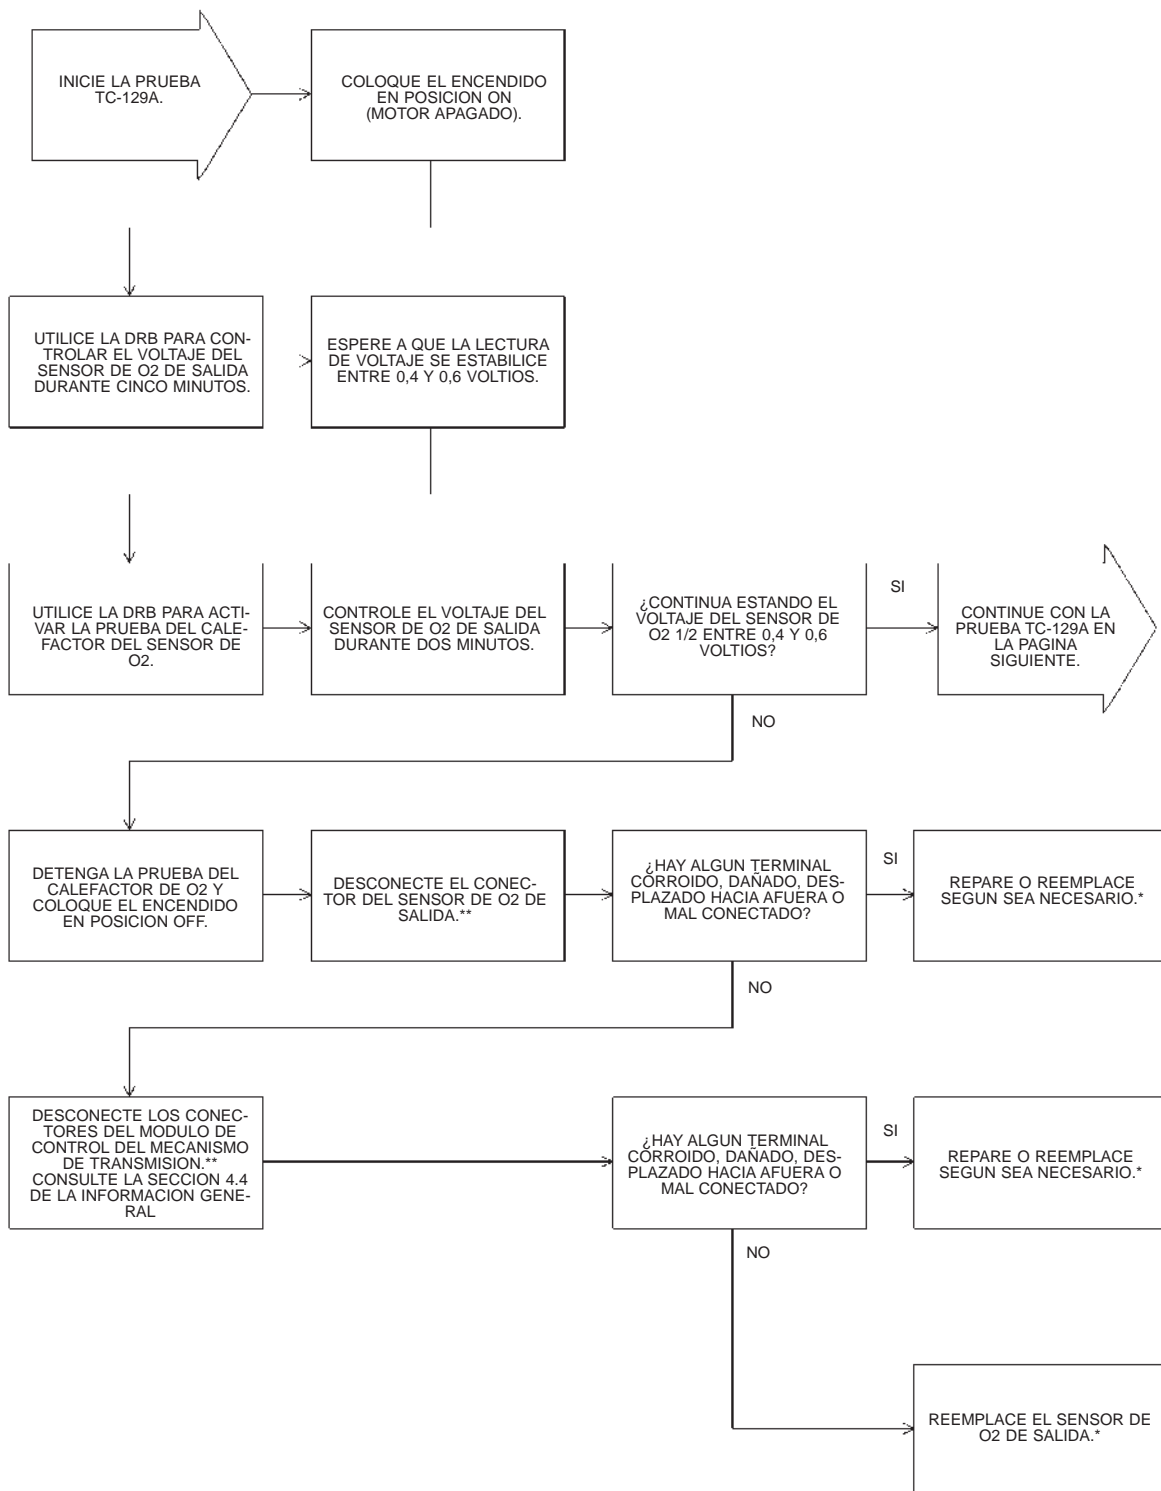 INICIE LA PRUEBA
TC-129A.
COLOQUE EL ENCENDIDO
EN POSICION ON
(MOTOR APAGADO).
UTILICE LA DRB PARA CON-
TROLAR EL VOLTAJE DEL
SENSOR DE O2 DE SALIDA
DURANTE CINCO MINUTOS.
ESPERE A QUE LA LECTURA
DE VOLTAJE SE ESTABILICE
ENTRE 0,4 Y 0,6 VOLTIOS.
UTILICE LA DRB PARA ACTI-
VAR LA PRUEBA DEL CALE-
FACTOR DEL SENSOR DE
O2.
CONTROLE EL VOLTAJE DEL
SENSOR DE O2 DE SALIDA
DURANTE DOS MINUTOS.
¿CONTINUA ESTANDO EL
VOLTAJE DEL SENSOR DE
O2 1/2 ENTRE 0,4 Y 0,6
VOLTIOS?
SI
CONTINUE CON LA
PRUEBA TC-129A EN
LA PAGINA
SIGUIENTE.
NO
DETENGA LA PRUEBA DEL
CALEFACTOR DE O2 Y
COLOQUE EL ENCENDIDO
EN POSICION OFF.
DESCONECTE EL CONEC-
TOR DEL SENSOR DE O2 DE
SALIDA.**
¿HAY ALGUN TERMINAL
CORROIDO, DAÑADO, DES-
PLAZADO HACIA AFUERA O
MAL CONECTADO?
SI
REPARE O REEMPLACE
SEGUN SEA NECESARIO.*
NO
DESCONECTE LOS CONEC-
TORES DEL MODULO DE
CONTROL DEL MECANISMO
DE TRANSMISION.**
CONSULTE LA SECCION 4.4
DE LA INFORMACION GENE-
RAL
¿HAY ALGUN TERMINAL
CORROIDO, DAÑADO, DES-
PLAZADO HACIA AFUERA O
MAL CONECTADO?
SI
REPARE O REEMPLACE
SEGUN SEA NECESARIO.*
NO
REEMPLACE EL SENSOR DE
O2 DE SALIDA.*